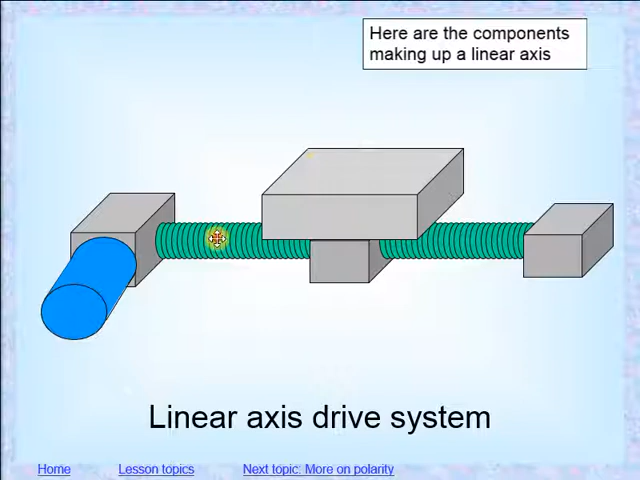 Here are the components
making up a linear axis
Linear axis drive system
Home
Lesson topics
Next topic: More on polarity